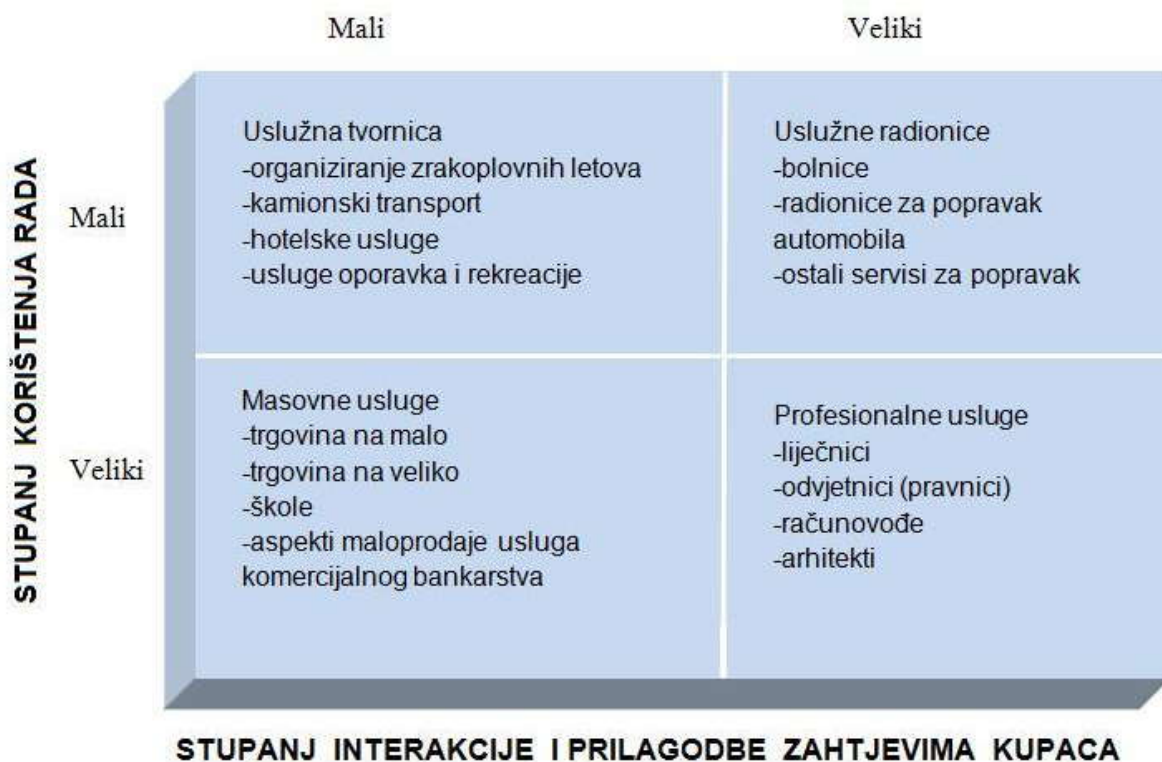 Mali
Veliki
STUPANJ KORIŠTENJA RADA
Mali
Uslužna tvornica
-organiziranje zrakoplovnih letova
-kamionski transport
-hotelske usluge
-usluge oporavka i rekreacije
Uslužne radionice
-bolnice
-radionice za popravak
automobila
-ostali servisi za popravak
Veliki
Masovne usluge
-trgovina na malo
-trgovina na veliko
-škole
-aspekti maloprodaje usluga
komercijalnog bankarstva
Profesionalne usluge
-liječnici
-odvjetnici (pravnici)
-računovođe
-arhitekti
STUPANJ INTERAKCIJE I PRILAGODBE ZAHTJEVIMA KUPACA